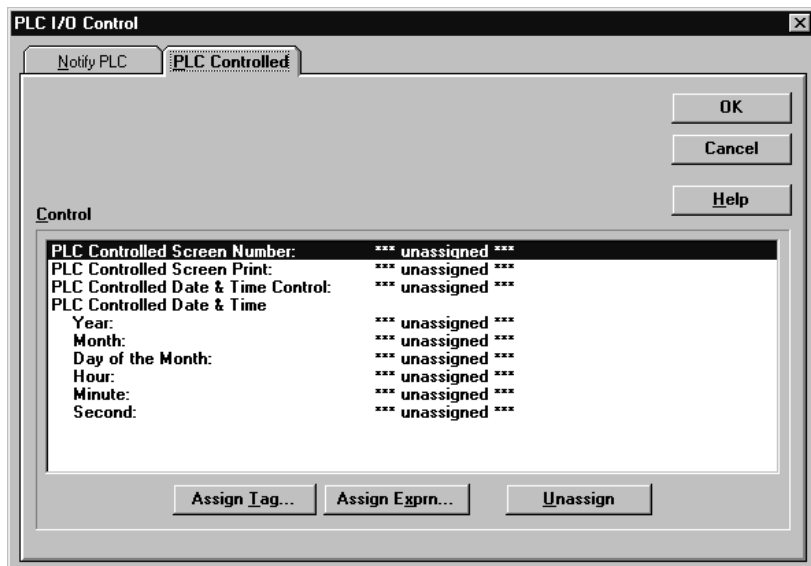 PLC I/O Control
Notify PLC PLC Controlled
OK
Cancel
Help
Control
PLC Controlled Screen Number: *** unassigned ***
PLC Controlled Screen Print: *** unassigned ***
PLC Controlled Date & Time Control: *** unassigned ***
PLC Controlled Date & Time
Year: *** unassigned ***
Month: *** unassigned ***
Day of the Month: *** unassigned ***
Hour: *** unassigned ***
Minute: *** unassigned ***
Second: *** unassigned ***
Assign Tag... Assign Exprn... Unassign